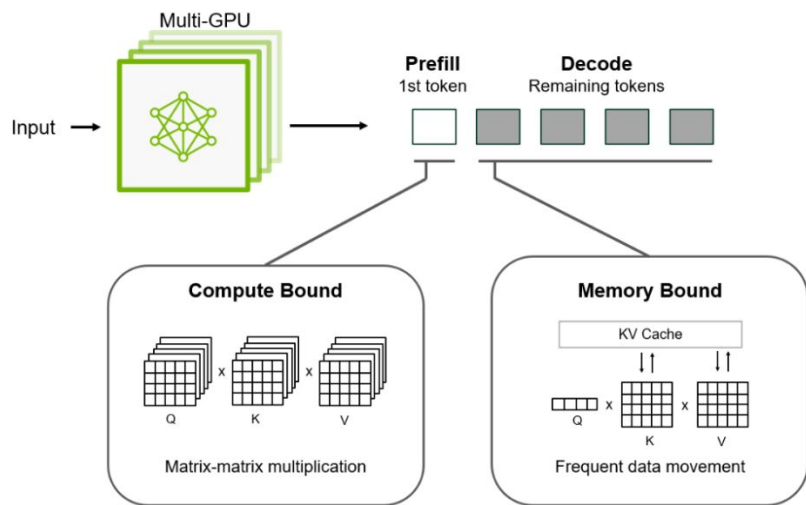 Multi-GPU
Input
Prefill
1st token
Decode
Remaining tokens
Compute Bound
Q x K x V
Matrix-matrix multiplication
Memory Bound
KV Cache
Q x K x V
Frequent data movement